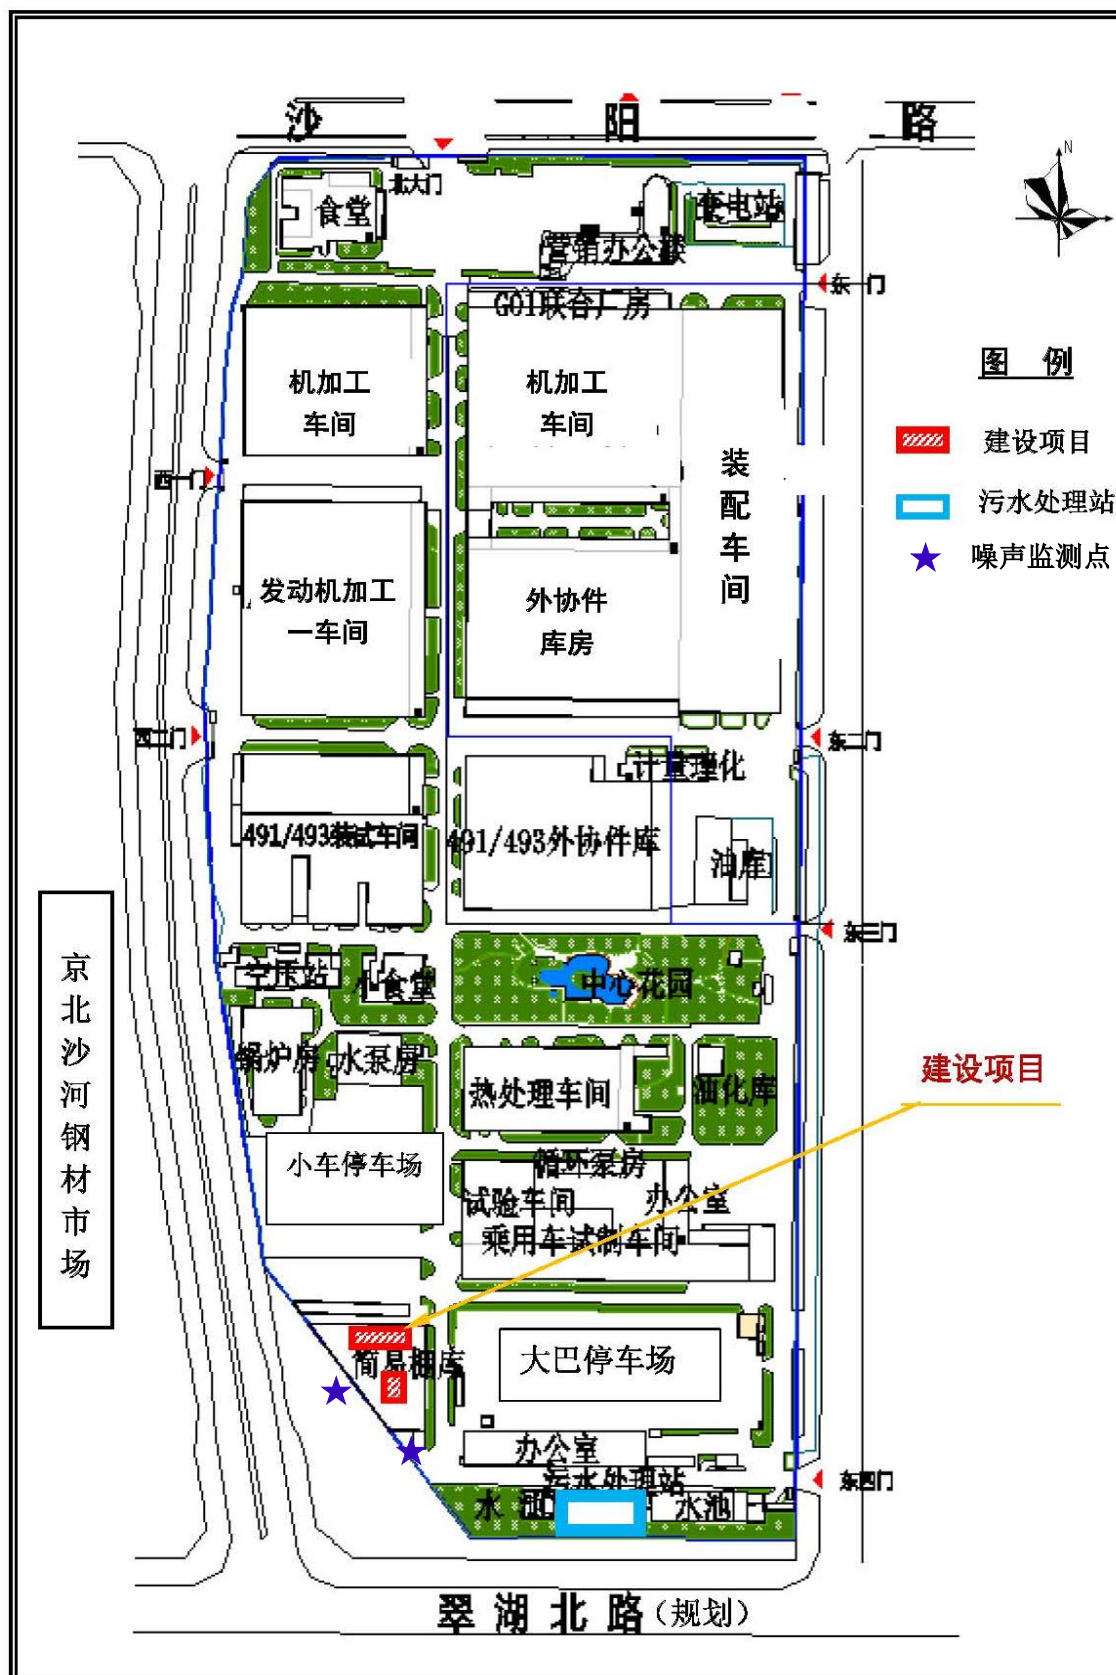 沙 阳 路
N
北大门
食堂
变电站
营销办公楼
东一门
G01联合厂房
图 例
机加工
车间
机加工
车间
建设项目
装配车间
西一门
污水处理站
噪声监测点
发动机加工
一车间
外协件
库房
西二门
东二门
计量理化
491/493装试车间
491/493外协件库
油库
东三门
京北沙河钢材市场
空压站
小食堂
中心花园
锅炉房
水泵房
建设项目
热处理车间
油化库
小车停车场
循环泵房
试验车间
办公室
乘用车试制车间
简易棚库
大巴停车场
办公室
污水处理站
东四门
水
水池
翠湖北路（规划）